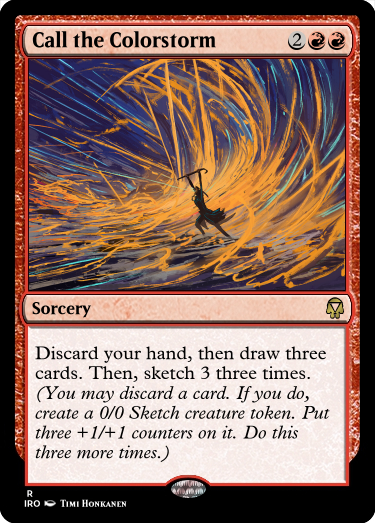 Call the Colorstorm 2
Sorcery
Discard your hand, then draw three
cards. Then, sketch 3 three times.
(You may discard a card. If you do,
create a 0/0 Sketch creature token. Put
three +1/+1 counters on it. Do this
three more times.)
R
IRO Timi Honkanen